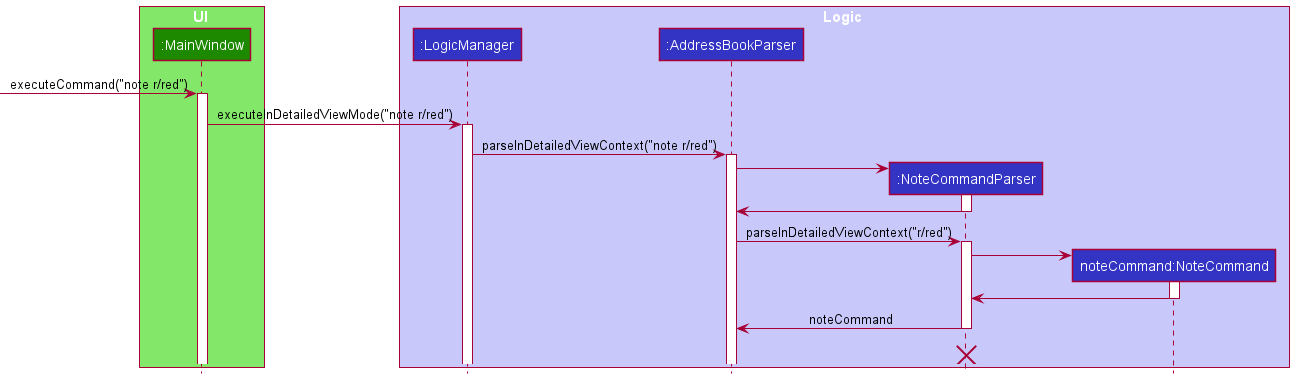 UI
Logic
:MainWindow
:LogicManager
:AddressBookParser
executeCommand("note r/red")
executeInDetailedViewMode("note r/red")
parseInDetailedViewContext("note r/red")
:NoteCommandParser
parseInDetailedViewContext("r/red")
noteCommand:NoteCommand
noteCommand